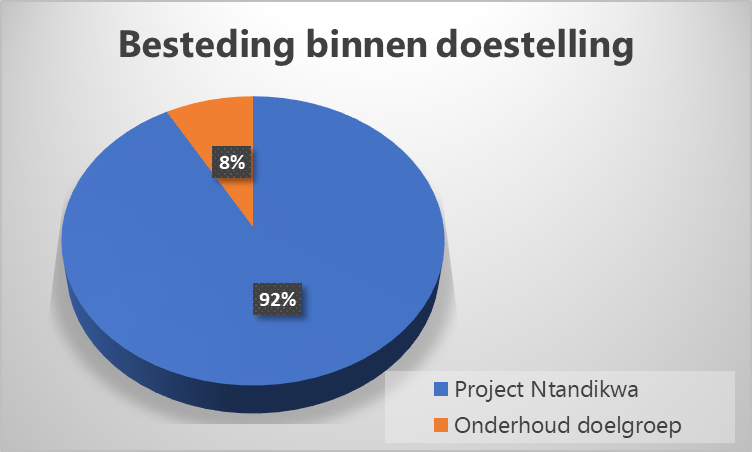 Besteding binnen doestelling
8%
92%
Project Ntandikwa
Onderhoud doelgroep